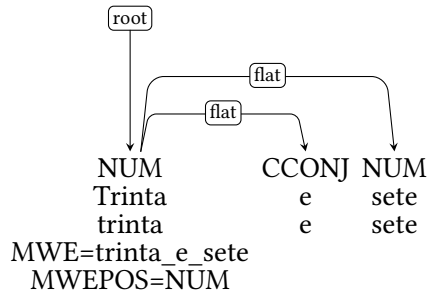 root
flat
flat
NUM CCONJ NUM
Trinta e sete
trinta e sete
MWE=trinta_e_sete
MWEPOS=NUM